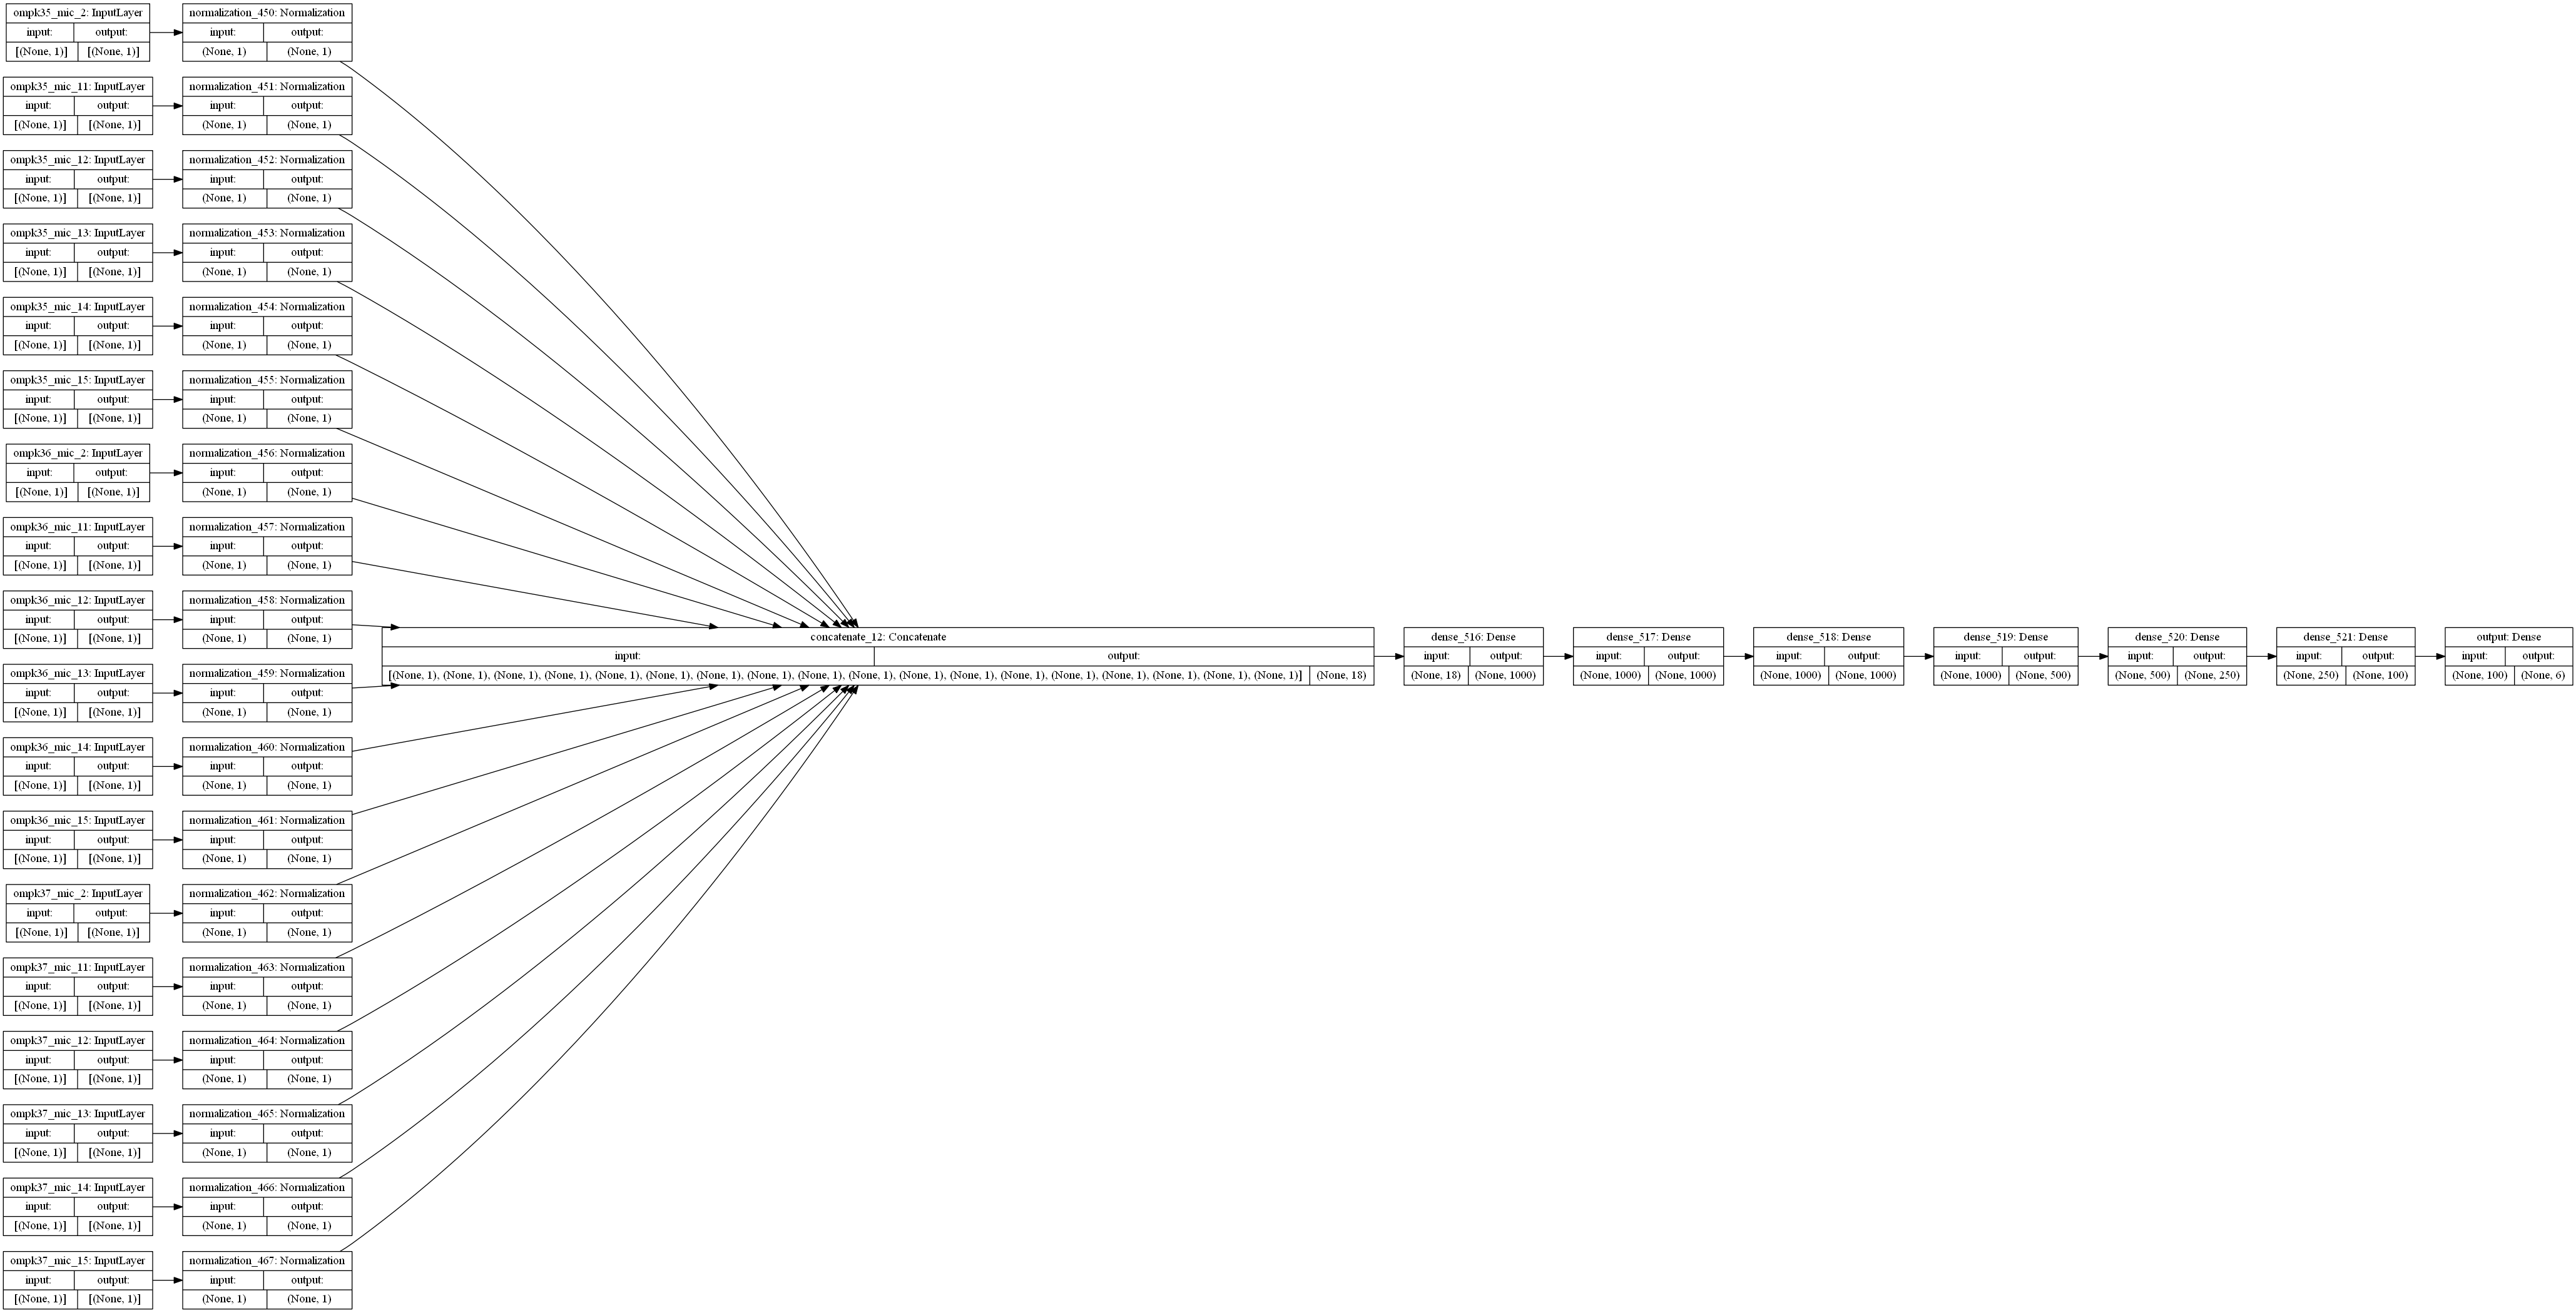 ompk35_mic_2: InputLayer
input: output:
[(None, 1)] [(None, 1)]
normalization_450: Normalization
input: output:
(None, 1) (None, 1)
ompk35_mic_11: InputLayer
input: output:
[(None, 1)] [(None, 1)]
normalization_451: Normalization
input: output:
(None, 1) (None, 1)
ompk35_mic_12: InputLayer
input: output:
[(None, 1)] [(None, 1)]
normalization_452: Normalization
input: output:
(None, 1) (None, 1)
ompk35_mic_13: InputLayer
input: output:
[(None, 1)] [(None, 1)]
normalization_453: Normalization
input: output:
(None, 1) (None, 1)
ompk35_mic_14: InputLayer
input: output:
[(None, 1)] [(None, 1)]
normalization_454: Normalization
input: output:
(None, 1) (None, 1)
ompk35_mic_15: InputLayer
input: output:
[(None, 1)] [(None, 1)]
normalization_455: Normalization
input: output:
(None, 1) (None, 1)
ompk36_mic_2: InputLayer
input: output:
[(None, 1)] [(None, 1)]
normalization_456: Normalization
input: output:
(None, 1) (None, 1)
ompk36_mic_11: InputLayer
input: output:
[(None, 1)] [(None, 1)]
normalization_457: Normalization
input: output:
(None, 1) (None, 1)
ompk36_mic_12: InputLayer
input: output:
[(None, 1)] [(None, 1)]
normalization_458: Normalization
input: output:
(None, 1) (None, 1)
ompk36_mic_13: InputLayer
input: output:
[(None, 1)] [(None, 1)]
normalization_459: Normalization
input: output:
(None, 1) (None, 1)
ompk36_mic_14: InputLayer
input: output:
[(None, 1)] [(None, 1)]
normalization_460: Normalization
input: output:
(None, 1) (None, 1)
ompk36_mic_15: InputLayer
input: output:
[(None, 1)] [(None, 1)]
normalization_461: Normalization
input: output:
(None, 1) (None, 1)
ompk37_mic_2: InputLayer
input: output:
[(None, 1)] [(None, 1)]
normalization_462: Normalization
input: output:
(None, 1) (None, 1)
ompk37_mic_11: InputLayer
input: output:
[(None, 1)] [(None, 1)]
normalization_463: Normalization
input: output:
(None, 1) (None, 1)
ompk37_mic_12: InputLayer
input: output:
[(None, 1)] [(None, 1)]
normalization_464: Normalization
input: output:
(None, 1) (None, 1)
ompk37_mic_13: InputLayer
input: output:
[(None, 1)] [(None, 1)]
normalization_465: Normalization
input: output:
(None, 1) (None, 1)
ompk37_mic_14: InputLayer
input: output:
[(None, 1)] [(None, 1)]
normalization_466: Normalization
input: output:
(None, 1) (None, 1)
ompk37_mic_15: InputLayer
input: output:
[(None, 1)] [(None, 1)]
normalization_467: Normalization
input: output:
(None, 1) (None, 1)
concatenate_12: Concatenate
input: output:
[(None, 1), (None, 1), (None, 1), (None, 1), (None, 1), (None, 1), (None, 1), (None, 1), (None, 1), (None, 1), (None, 1), (None, 1), (None, 1), (None, 1), (None, 1), (None, 1), (None, 1), (None, 1)] (None, 18)
dense_516: Dense
input: output:
(None, 18) (None, 1000)
dense_517: Dense
input: output:
(None, 1000) (None, 1000)
dense_518: Dense
input: output:
(None, 1000) (None, 1000)
dense_519: Dense
input: output:
(None, 1000) (None, 500)
dense_520: Dense
input: output:
(None, 500) (None, 250)
dense_521: Dense
input: output:
(None, 250) (None, 100)
output: Dense
input: output:
(None, 100) (None, 6)